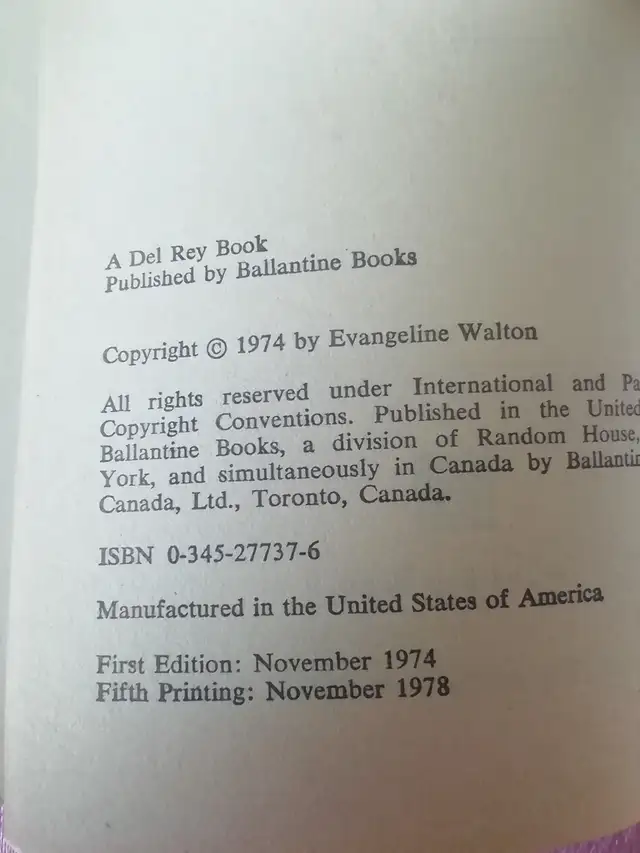 A Del Rey Book
Published by Ballantine Books
Copyright © 1974 by Evangeline Walton
All rights reserved under International and Pa
Copyright Conventions. Published in the United
Ballantine Books, a division of Random House,
York, and simultaneously in Canada by Ballantin
Canada, Ltd., Toronto, Canada.
ISBN 0-345-27737-6
Manufactured in the United States of America
First Edition: November 1974
Fifth Printing: November 1978